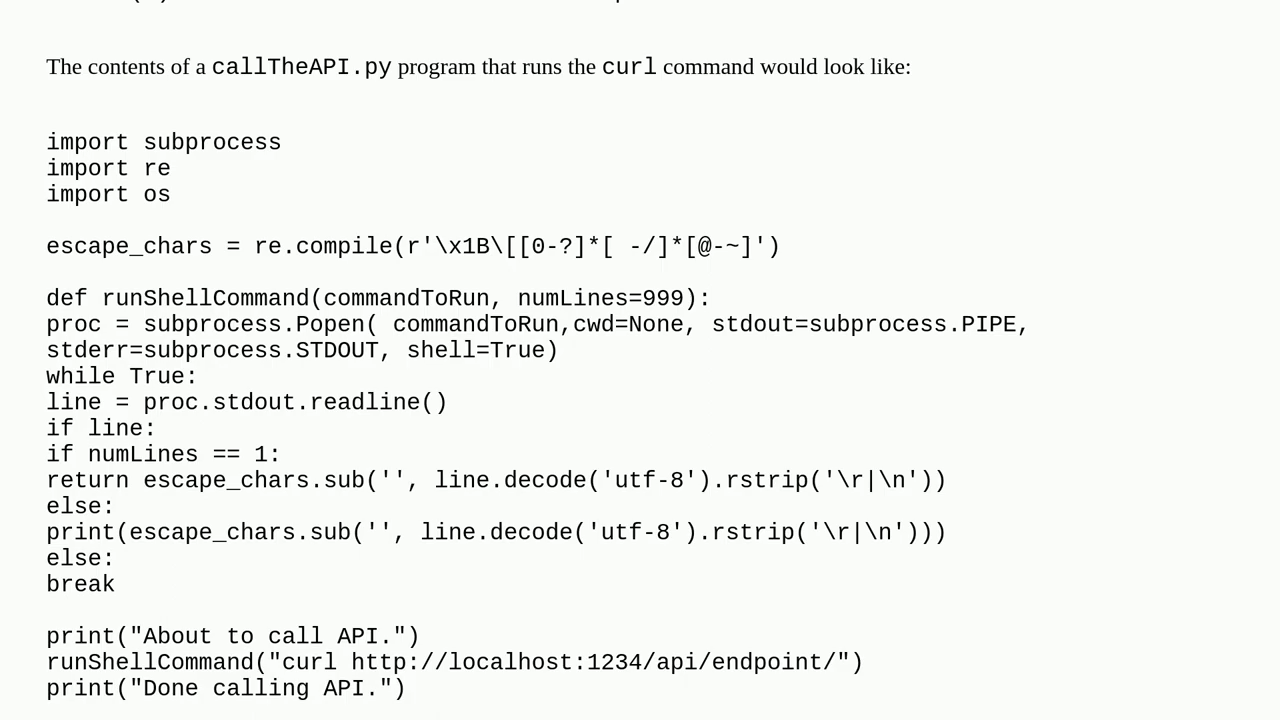 The contents of a callTheAPI.py program that runs the curl command would look like:
import subprocess
import re
import os
escape_chars = re.compile(r'\x1B\[[0-?]*[ -/]*[@-~]')
def runShellCommand(commandToRun, numLines=999):
proc = subprocess.Popen( commandToRun,cwd=None, stdout=subprocess.PIPE,
stderr=subprocess.STDOUT, shell=True)
while True:
line = proc.stdout.readline()
if line:
if numLines == 1:
return escape_chars.sub('', line.decode('utf-8').rstrip('\r|\n'))
else:
print(escape_chars.sub('', line.decode('utf-8').rstrip('\r|\n')))
else:
break
print("About to call API.")
runShellCommand("curl http://localhost:1234/api/endpoint/")
print("Done calling API.")